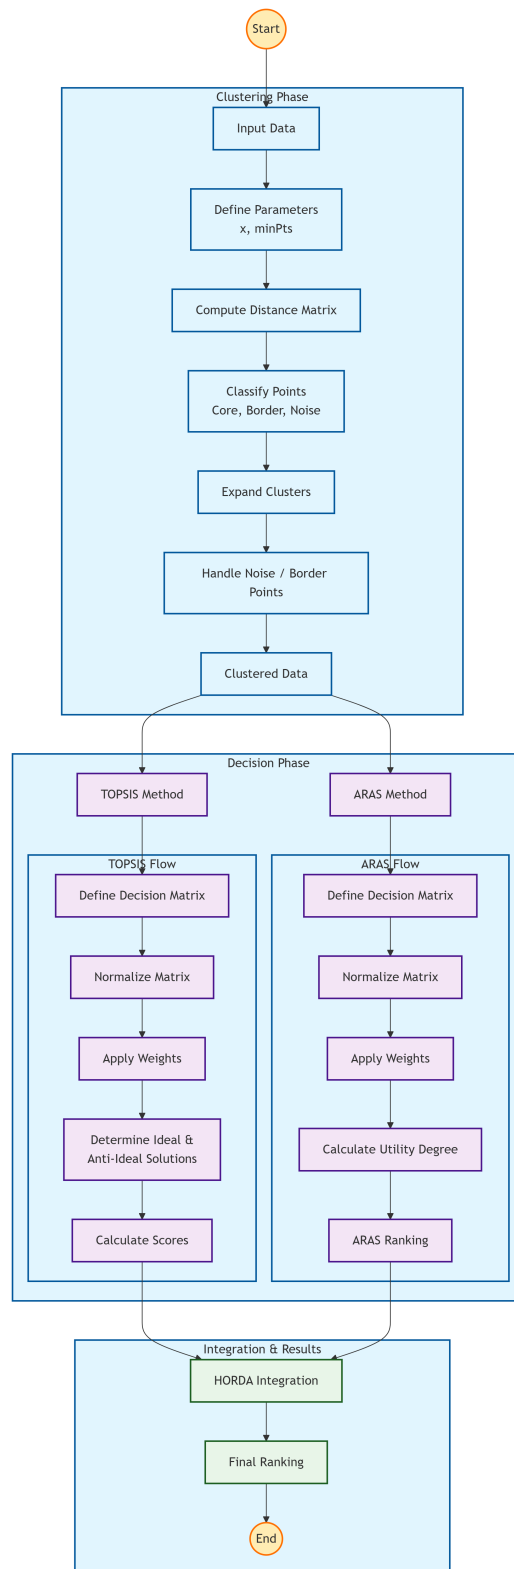 Start
Clustering Phase
Input Data
Define Parameters
x, minPts
Compute Distance Matrix
Classify Points
Core, Border, Noise
Expand Clusters
Handle Noise / Border
Points
Clustered Data
Decision Phase
TOPSIS Method
ARAS Method
TOPSIS Flow
Define Decision Matrix
Normalize Matrix
Apply Weights
Determine Ideal &
Anti-Ideal Solutions
Calculate Scores
ARAS Flow
Define Decision Matrix
Normalize Matrix
Apply Weights
Calculate Utility Degree
ARAS Ranking
Integration & Results
HORDA Integration
Final Ranking
End